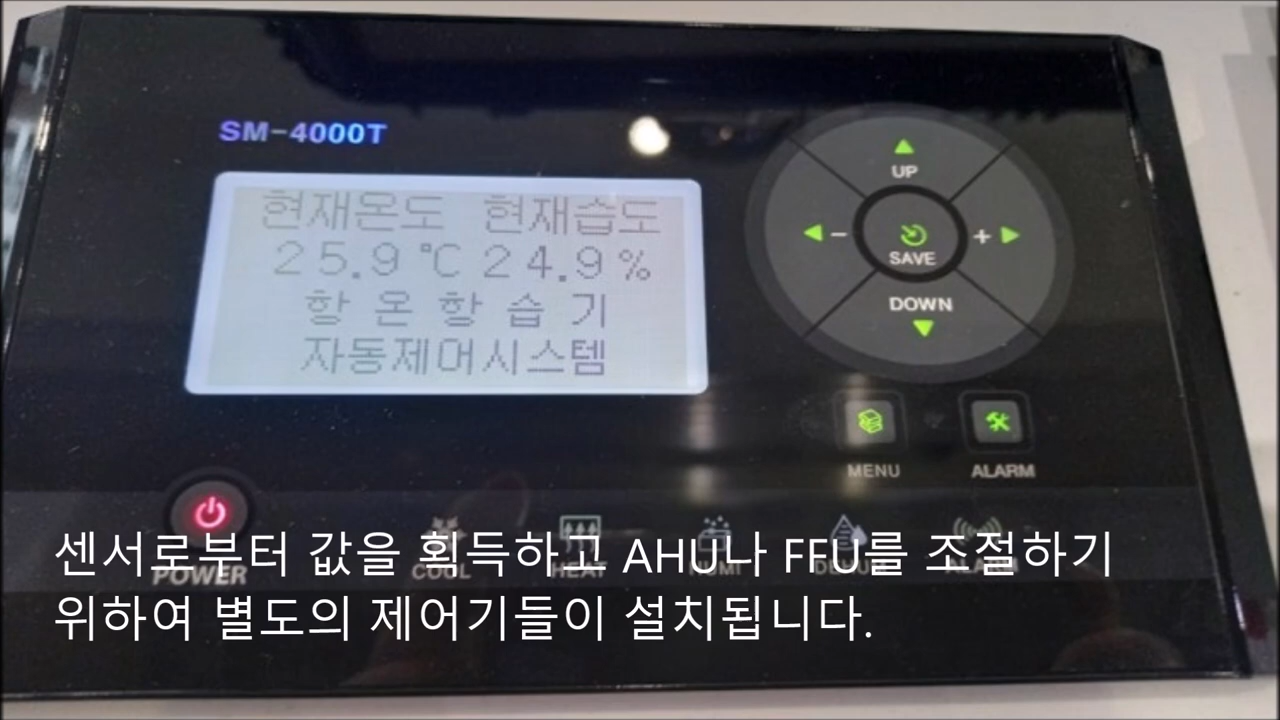 SM-4000T
현재온도 현재습도
25.9℃ 24.9%
항온항습기
자동제어시스템
UP
−
+
SAVE
DOWN
MENU
ALARM
POWER
COOL
HEAT
HUMI
DEHUMI
ALARM
센서로부터 값을 획득하고 AHU나 FFU를 조절하기
위하여 별도의 제어기들이 설치됩니다.